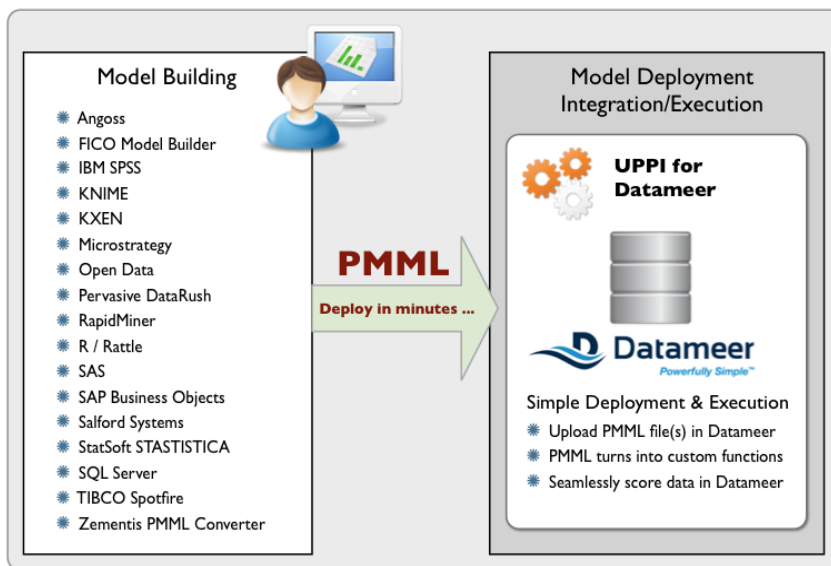 Model Building
Angoss
FICO Model Builder
IBM SPSS
KNIME
KXEN
Microstrategy
Open Data
Pervasive DataRush
RapidMiner
R / Rattle
SAS
SAP Business Objects
Salford Systems
StatSoft STASTISTICA
SQL Server
TIBCO Spotfire
Zementis PMML Converter
PMML
Deploy in minutes ...
Model Deployment
Integration/Execution
UPPI for
Datameer
Datameer
Powerfully Simple™
Simple Deployment & Execution
Upload PMML file(s) in Datameer
PMML turns into custom functions
Seamlessly score data in Datameer